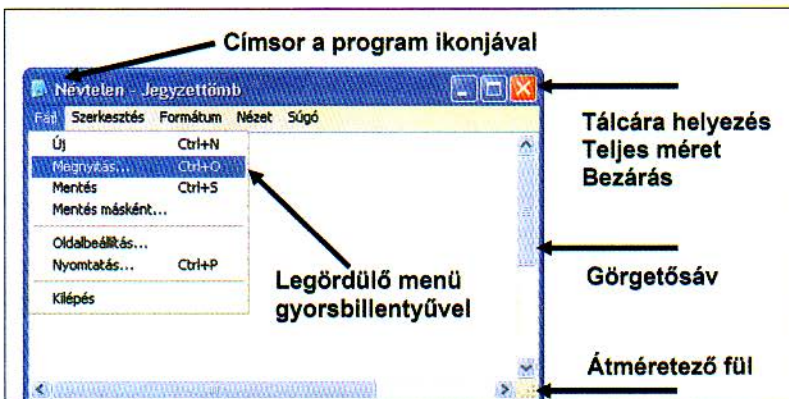 Címsor a program ikonjával
Névtelen - Jegyzettömb
Fájl Szerkesztés Formátum Nézet Súgó
Új Ctrl+N
Megnyitás... Ctrl+O
Mentés Ctrl+S
Mentés másként...
Oldalbeállítás...
Nyomtatás... Ctrl+P
Kilépés
Legördülő menü
gyorsbillentyűvel
Tálcára helyezés
Teljes méret
Bezárás
Görgetősáv
Átméretező fül